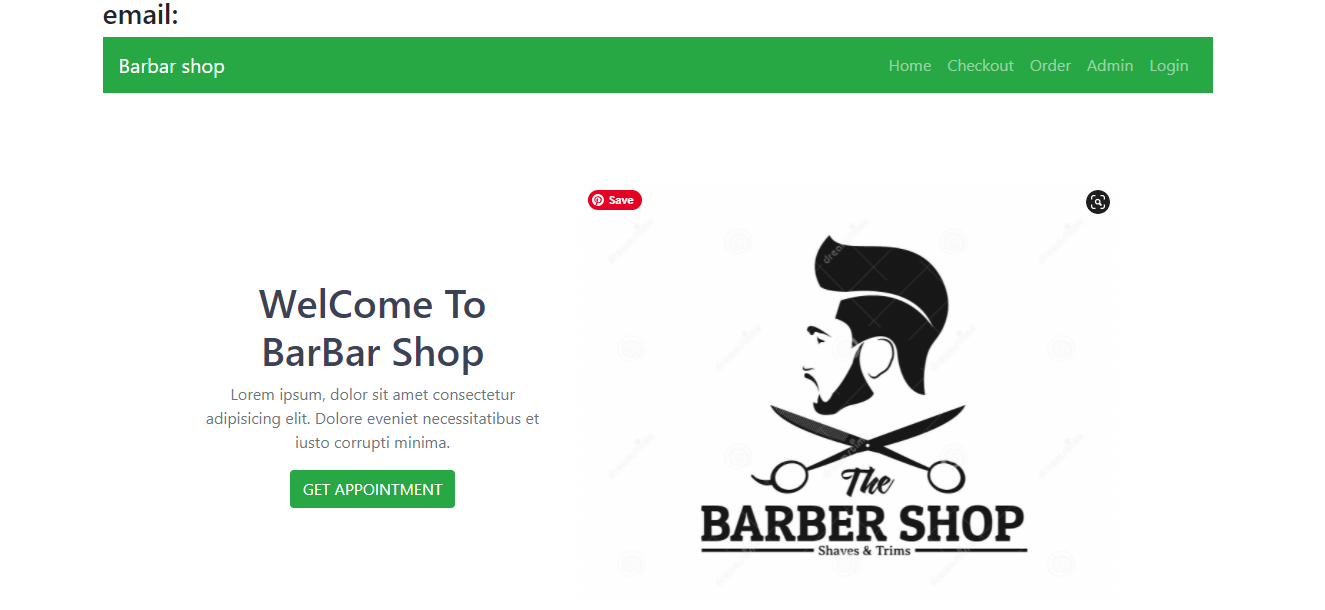 email:
Barbar shop
Home Checkout Order Admin Login
Save
WelCome To
BarBar Shop
Lorem ipsum, dolor sit amet consectetur
adipisicing elit. Dolore eveniet necessitatibus et
iusto corrupti minima.
GET APPOINTMENT
The
BARBER SHOP
Shaves & Trims